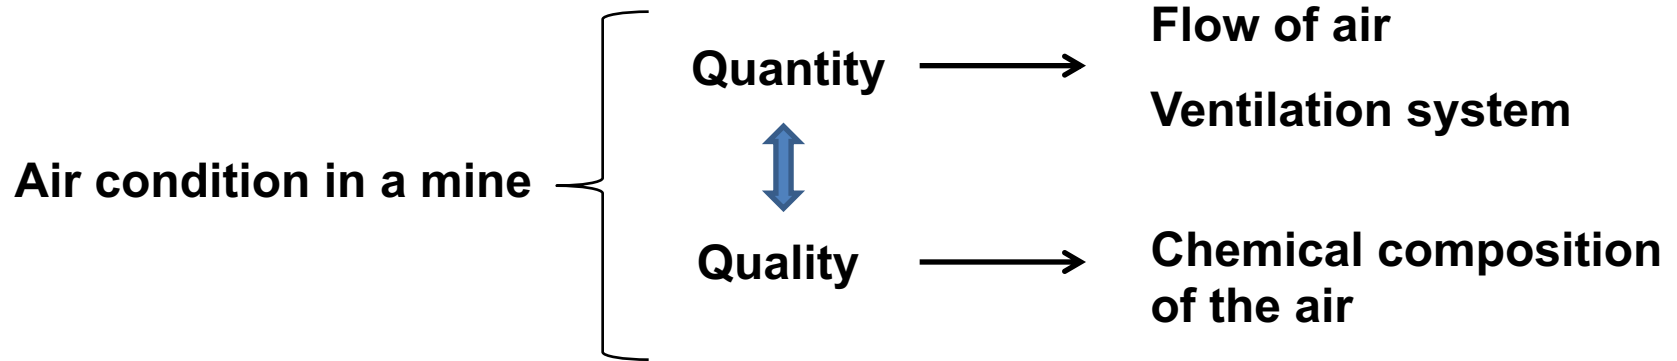 Air condition in a mine
Quantity
Flow of air
Ventilation system
Quality
Chemical composition
of the air